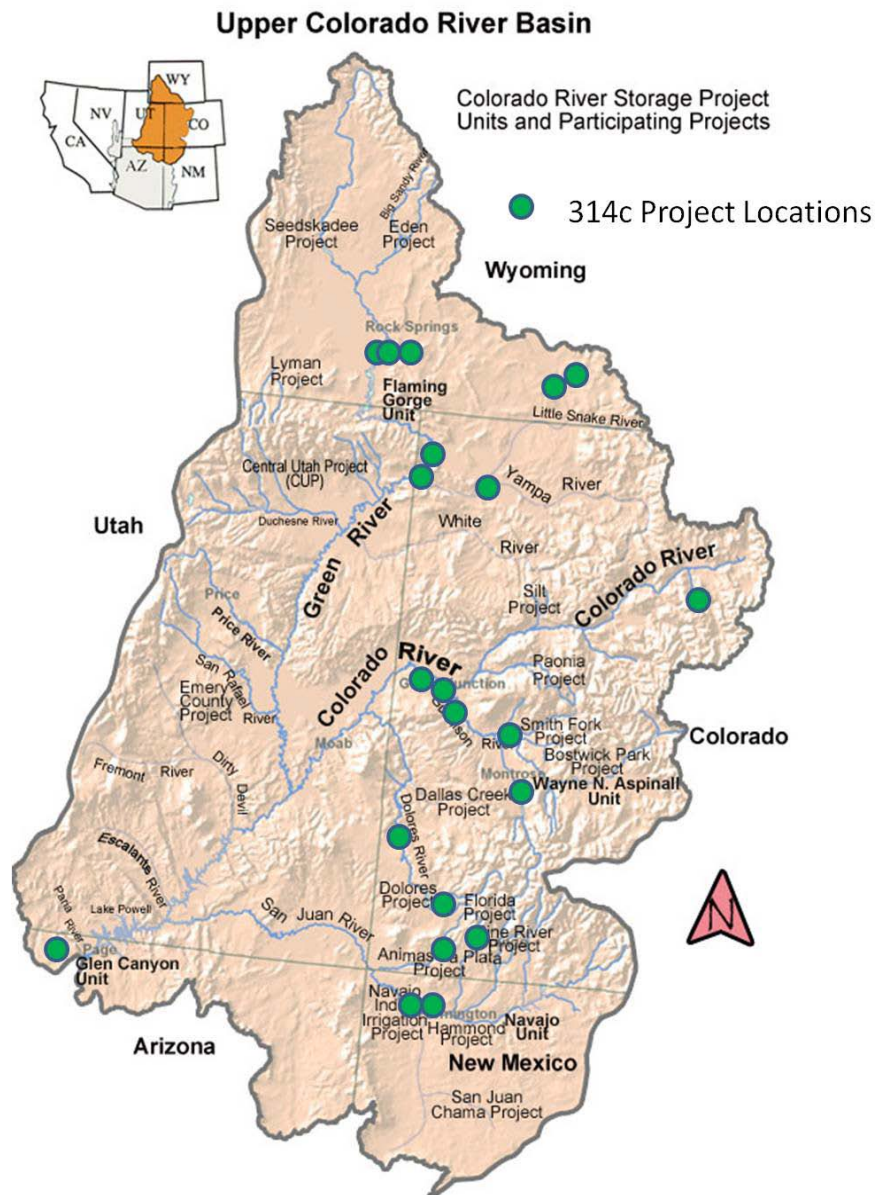 Upper Colorado River Basin
WY
NV
UT
CO
CA
AZ
NM
Colorado River Storage Project
Units and Participating Projects
314c Project Locations
Big Sandy River
Seedskadee
Project
Eden
Project
Wyoming
Rock Springs
Lyman
Project
Flaming
Gorge
Unit
Little Snake River
Central Utah Project
(CUP)
Yampa
River
Utah
Duchesne River
Green River
White
River
Colorado River
Silt
Project
Price
Price River
Colorado River
Paonia
Project
San Rafael
River
Emery
County
Project
River
Smith Fork
Project
Colorado
Moab
Bostwick Park
Project
Fremont River
Dirty
Devil
Wayne N. Aspinall
Unit
Dallas Creek
Project
Dolores River
Escalante River
Dolores
Project
Florida
Project
River
Lake Powell
San Juan River
River
Project
Page
Glen Canyon
Unit
Plata
Project
Navajo
Irrigation
Project
Hammond
Project
Navajo
Unit
Arizona
New Mexico
San Juan
Chama Project
N